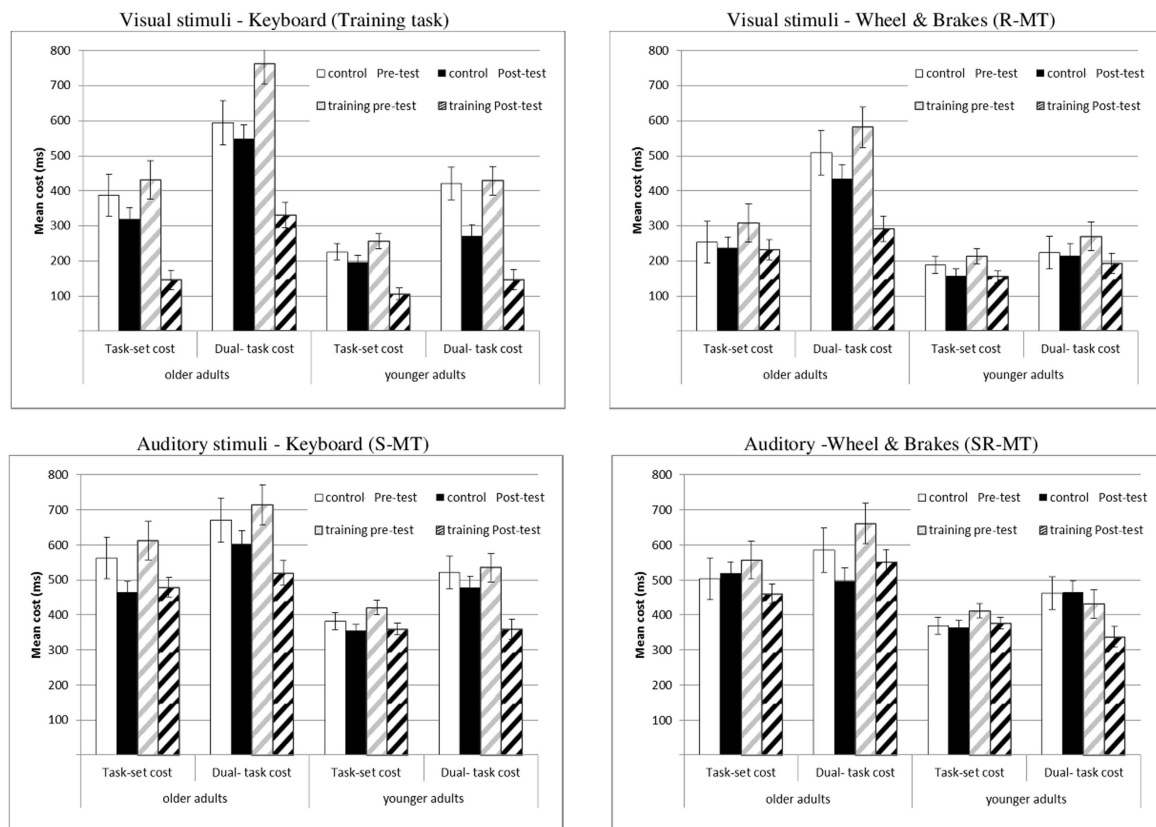 Visual stimuli - Keyboard (Training task)
800
700
600
500
400
300
200
100
Mean cost (ms)
control Pre-test
control Post-test
training pre-test
training Post-test
Task-set cost
Dual- task cost
Task-set cost
Dual- task cost
older adults
younger adults
Visual stimuli - Wheel & Brakes (R-MT)
800
700
600
500
400
300
200
100
Mean cost (ms)
control Pre-test
control Post-test
training pre-test
training Post-test
Task-set cost
Dual- task cost
Task-set cost
Dual- task cost
older adults
younger adults
Auditory stimuli - Keyboard (S-MT)
800
700
600
500
400
300
200
100
Mean cost (ms)
control Pre-test
control Post-test
training pre-test
training Post-test
Task-set cost
Dual- task cost
Task-set cost
Dual- task cost
older adults
younger adults
Auditory -Wheel & Brakes (SR-MT)
800
700
600
500
400
300
200
100
Mean cost (ms)
control Pre-test
control Post-test
training pre-test
training Post-test
Task-set cost
Dual- task cost
Task-set cost
Dual- task cost
older adults
younger adults